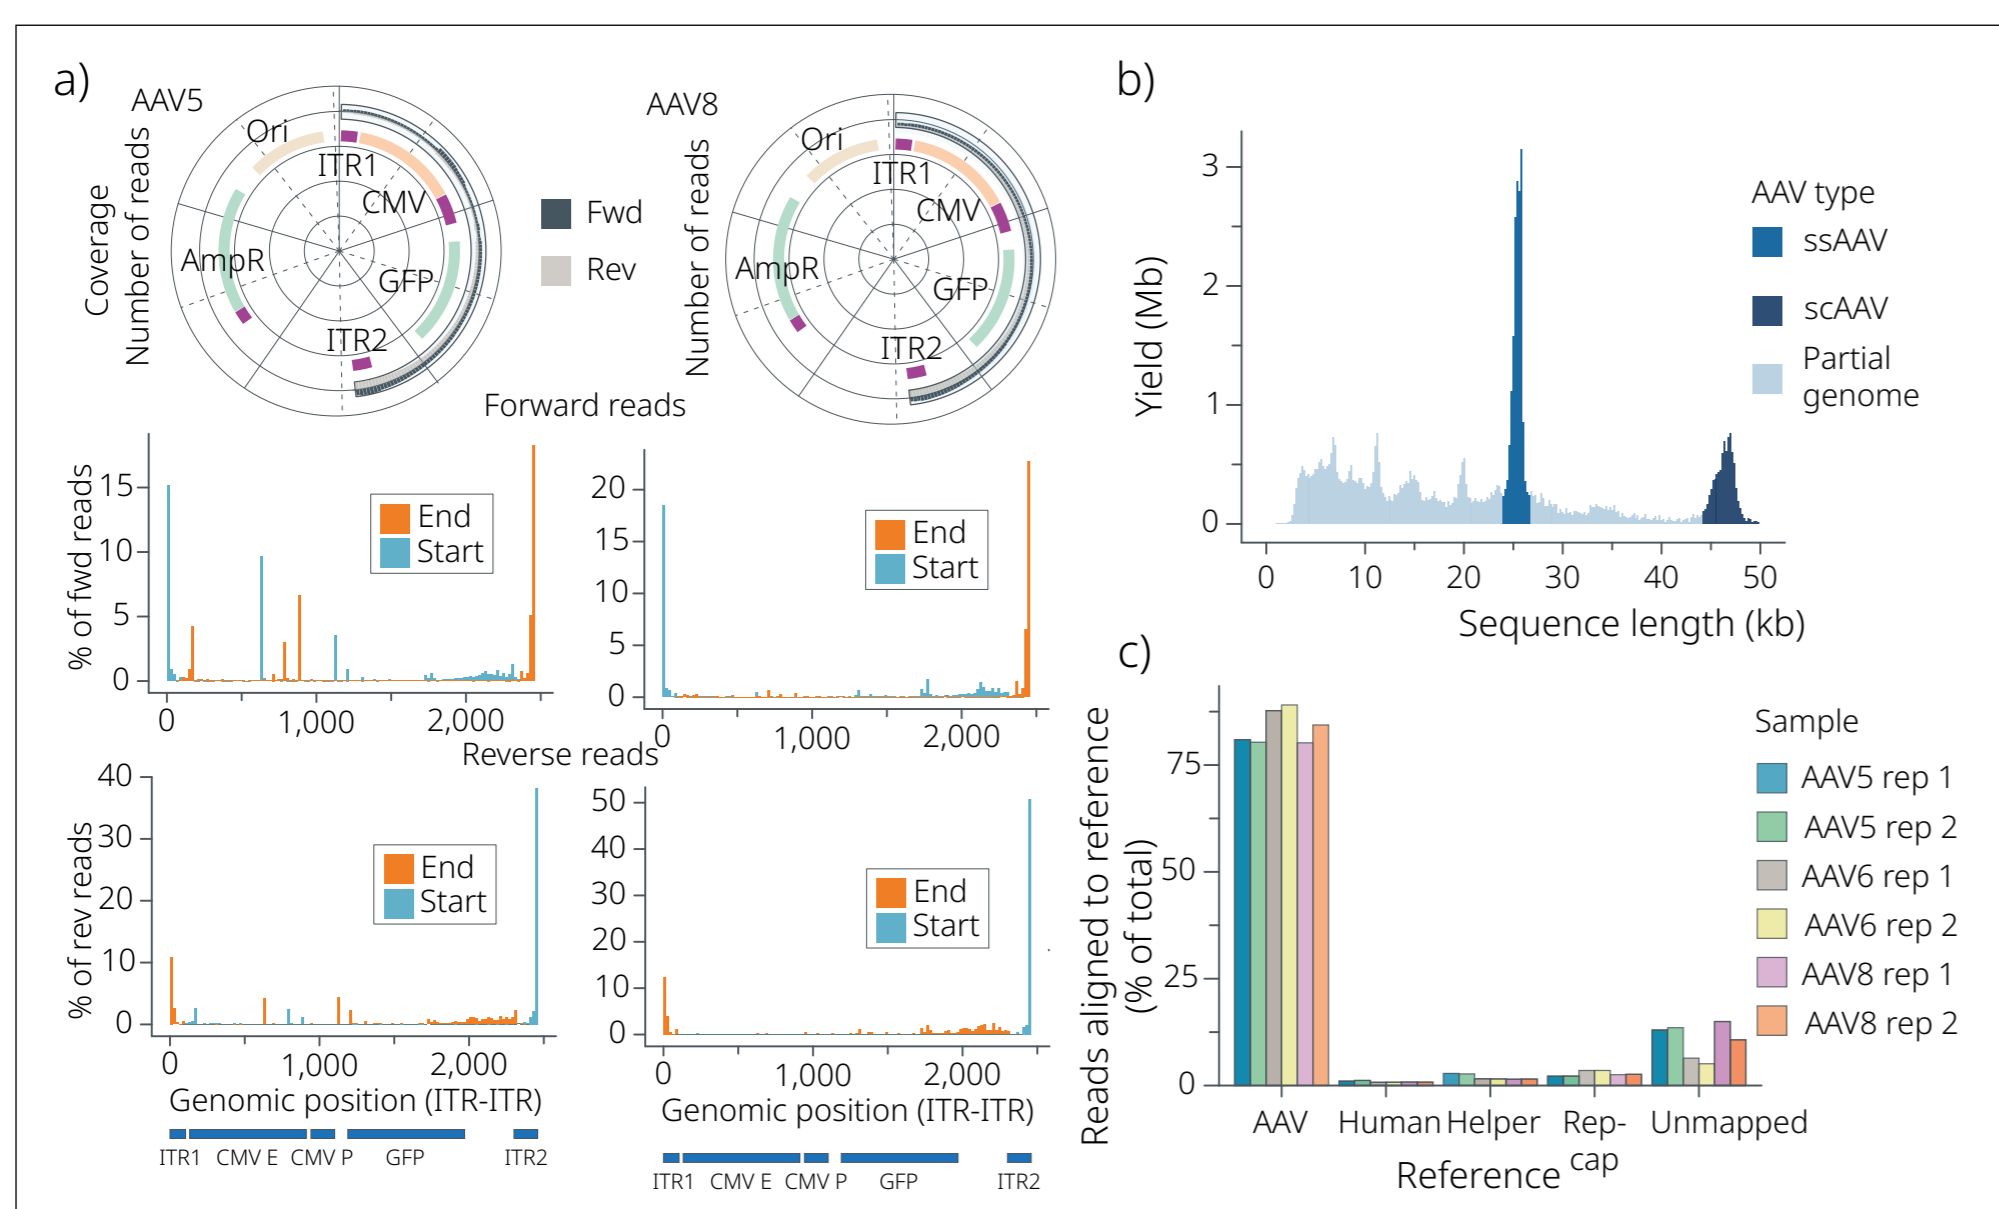 a)
AAV5
Coverage
Number of reads
Ori
ITR1
CMV
AmpR
GFP
ITR2
Fwd
Rev
AAV8
Number of reads
Ori
ITR1
CMV
AmpR
GFP
ITR2
Forward reads
% of fwd reads
15
10
5
0
End
Start
0
1,000
2,000
20
15
10
5
0
End
Start
0
1,000
2,000
Reverse reads
% of rev reads
40
30
20
10
0
End
Start
0
1,000
2,000
Genomic position (ITR-ITR)
ITR1 CMV E CMV P GFP ITR2
50
40
30
20
10
0
End
Start
0
1,000
2,000
Genomic position (ITR-ITR)
ITR1 CMV E CMV P GFP ITR2
b)
Yield (Mb)
3
2
1
0
0 10 20 30 40 50
Sequence length (kb)
AAV type
ssAAV
scAAV
Partial
genome
c)
Reads aligned to reference
(% of total)
75
50
25
0
AAV Human Helper Rep-
cap
Unmapped
Reference
Sample
AAV5 rep 1
AAV5 rep 2
AAV6 rep 1
AAV6 rep 2
AAV8 rep 1
AAV8 rep 2